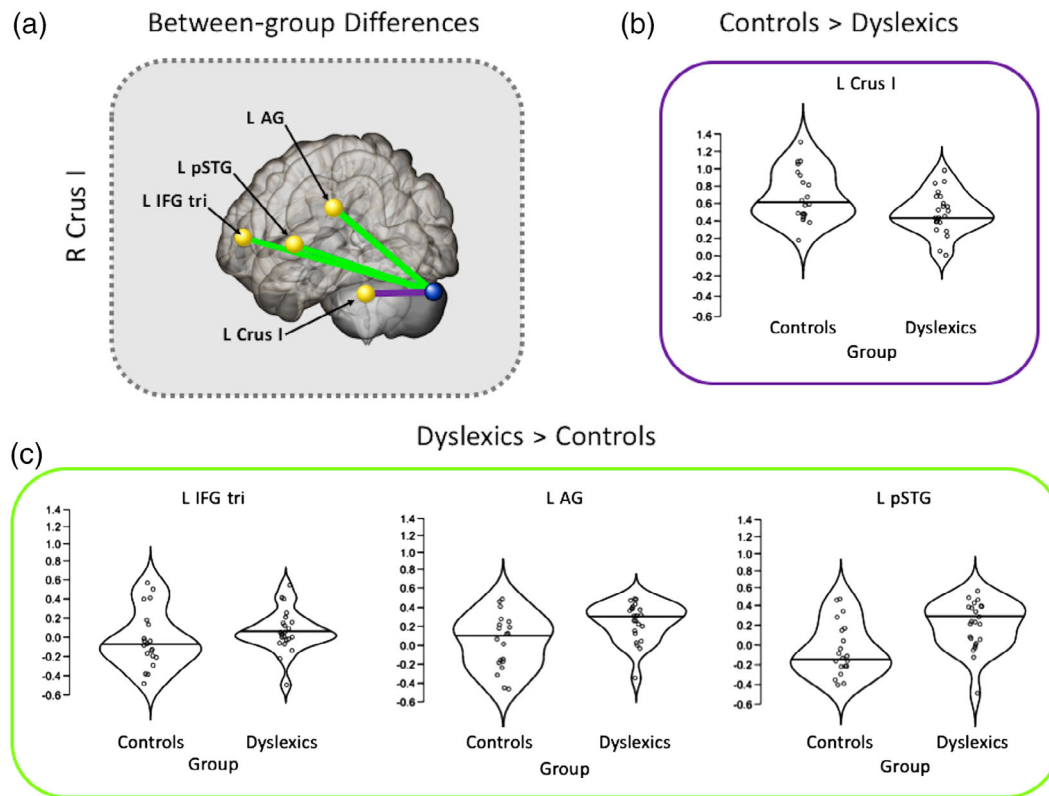 (a)
Between-group Differences
R Crus I
L AG
L pSTG
L IFG tri
L Crus I
(b)
Controls > Dyslexics
L Crus I
1.4
1.2
1.0
0.8
0.6
0.4
0.2
0.0
-0.2
-0.4
-0.6
Controls Dyslexics
Group
Dyslexics > Controls
(c)
L IFG tri
1.4
1.2
1.0
0.8
0.6
0.4
0.2
0.0
-0.2
-0.4
-0.6
Controls Dyslexics
Group
L AG
1.4
1.2
1.0
0.8
0.6
0.4
0.2
0.0
-0.2
-0.4
-0.6
Controls Dyslexics
Group
L pSTG
1.4
1.2
1.0
0.8
0.6
0.4
0.2
0.0
-0.2
-0.4
-0.6
Controls Dyslexics
Group